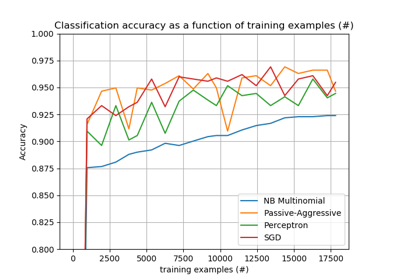 Classification accuracy as a function of training examples (#)
1.000
0.975
0.950
0.925
0.900
0.875
0.850
0.825
0.800
Accuracy
NB Multinomial
Passive-Aggressive
Perceptron
SGD
0 2500 5000 7500 10000 12500 15000 17500
training examples (#)